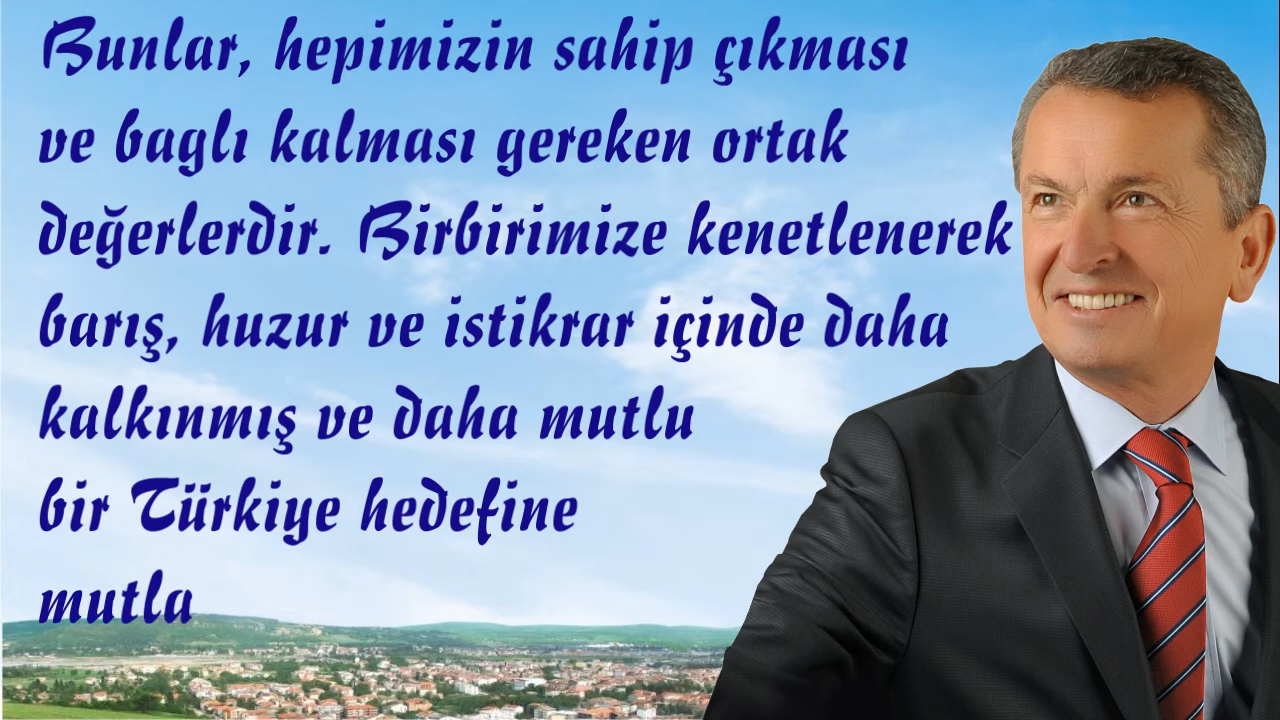 Bunlar, hepimizin sahip çıkması
ve baglı kalması gereken ortak
değerlerdir. Birbirimize kenetlenerek
barış, huzur ve istikrar içinde daha
kalkınmış ve daha mutlu
bir Türkiye hedefine
mutla